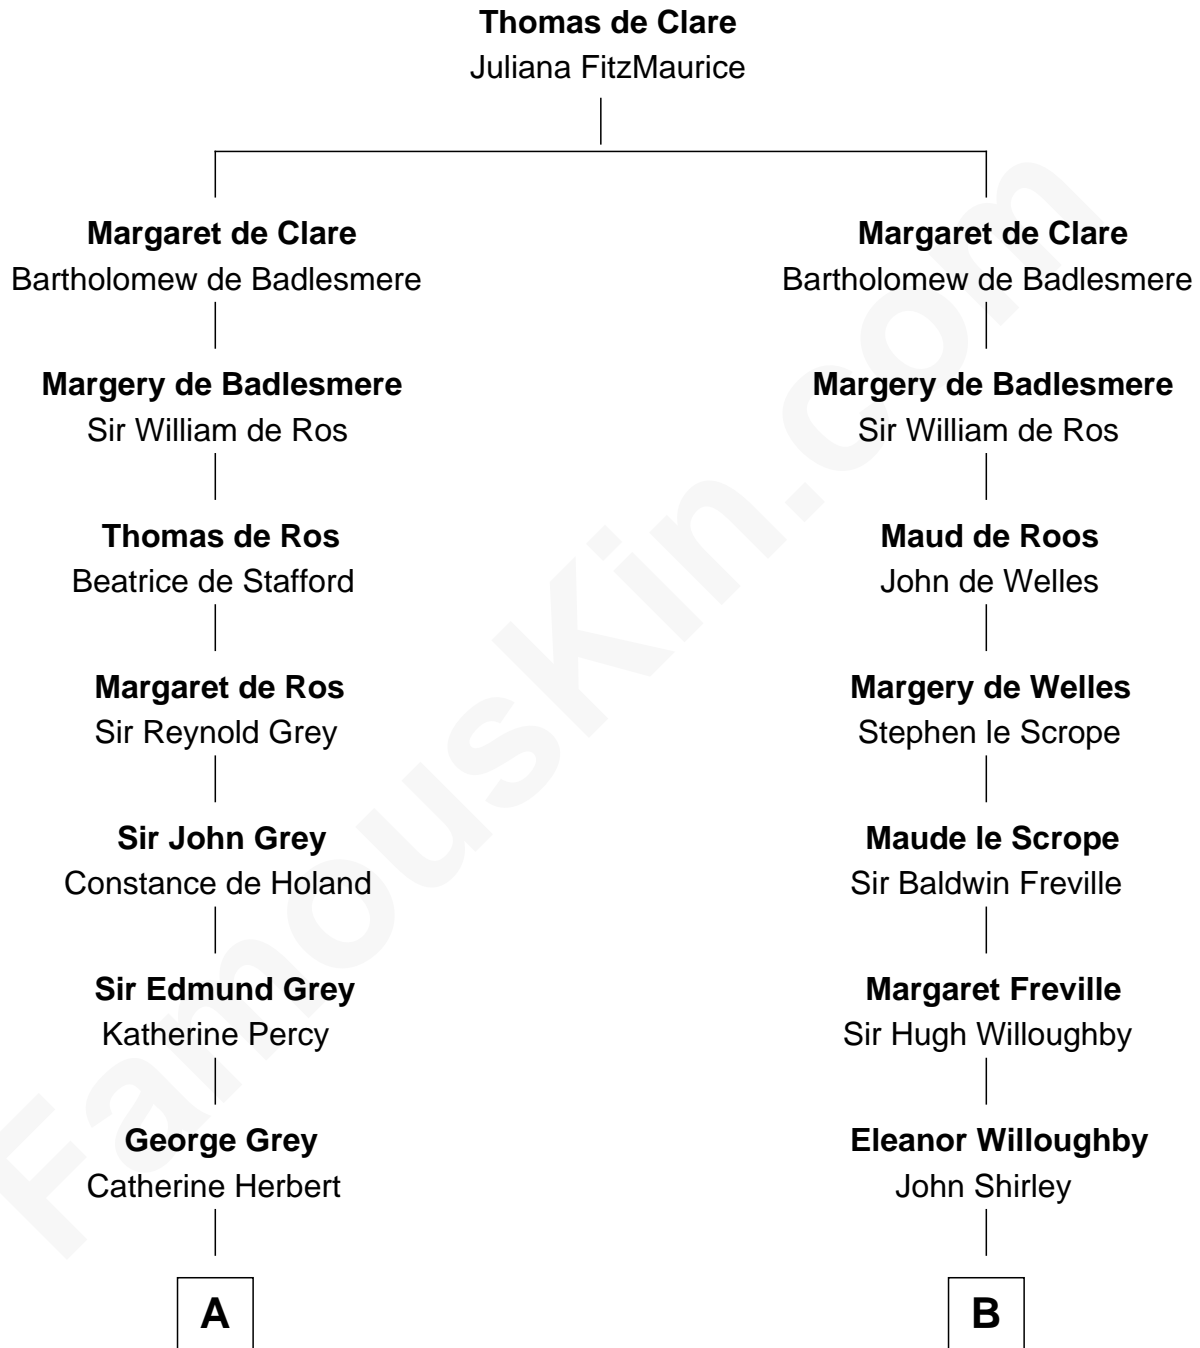 Thomas de Clare
Juliana FitzMaurice
Margaret de Clare
Bartholomew de Badlesmere
Margery de Badlesmere
Sir William de Ros
Thomas de Ros
Beatrice de Stafford
Margaret de Ros
Sir Reynold Grey
Sir John Grey
Constance de Holand
Sir Edmund Grey
Katherine Percy
George Grey
Catherine Herbert
A
Margaret de Clare
Bartholomew de Badlesmere
Margery de Badlesmere
Sir William de Ros
Maud de Roos
John de Welles
Margery de Welles
Stephen le Scrope
Maude le Scrope
Sir Baldwin Freville
Margaret Freville
Sir Hugh Willoughby
Eleanor Willoughby
John Shirley
B
FamousKin.com